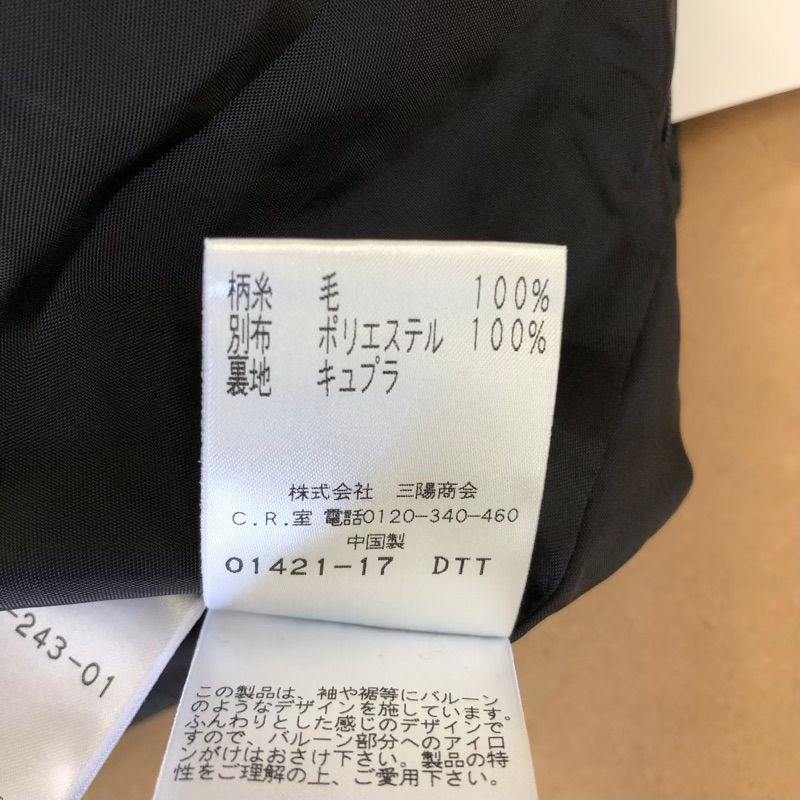 柄糸 毛 100%
別布 ポリエステル 100%
裏地 キュプラ
株式会社 三陽商会
C.R.室 電話0120-340-460
中国製
01421-17 DTT
-243-01
この製品は、袖や裾等にバルーン
のようなデザインを施しています。
ふんわりとした感じのデザインで
すので、バルーン部分へのアイロ
ンがけはおさけ下さい。製品の特
性をご理解の上、ご愛用下さい。